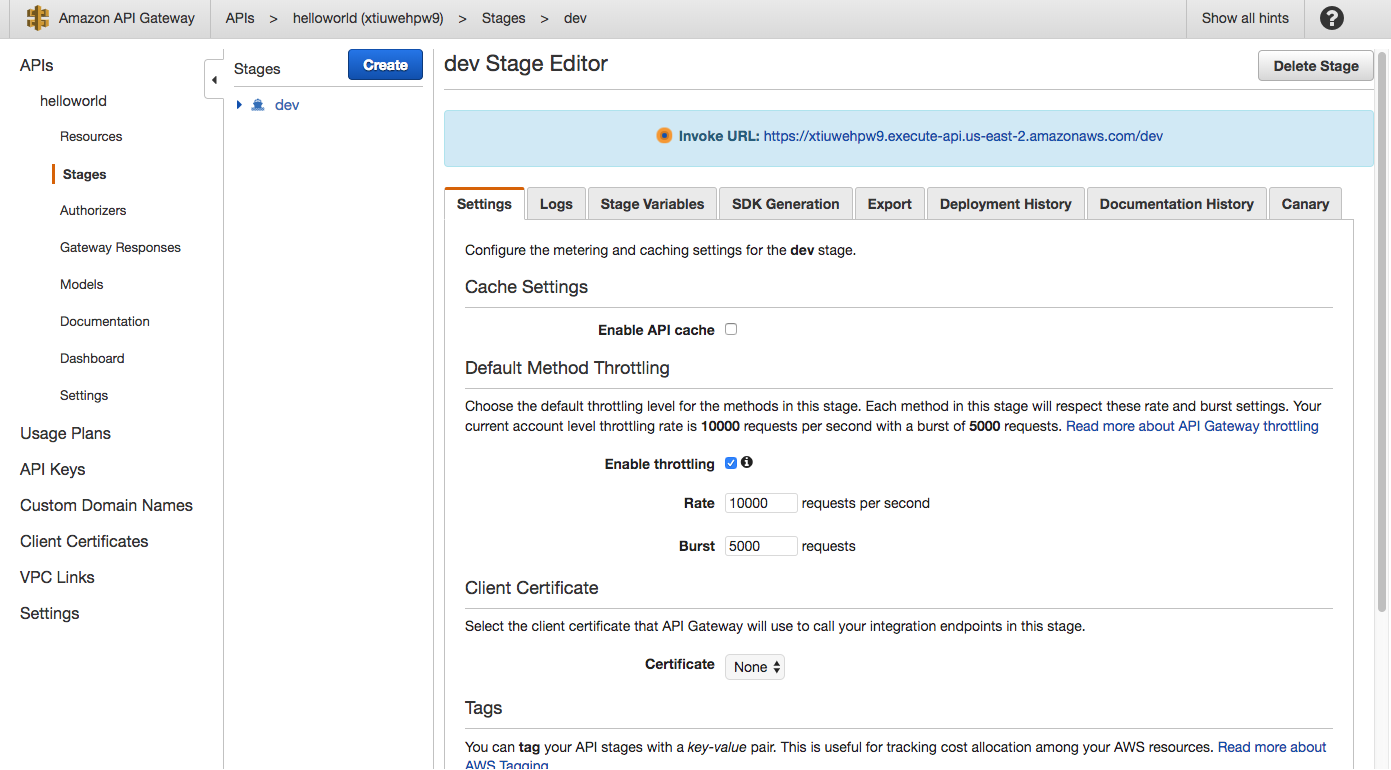 Amazon API Gateway
APIs > helloworld (xtiuwehpw9) > Stages > dev
Show all hints
?
APIs
helloworld
Resources
Stages
Authorizers
Gateway Responses
Models
Documentation
Dashboard
Settings
Usage Plans
API Keys
Custom Domain Names
Client Certificates
VPC Links
Settings
Stages
Create
dev
dev Stage Editor
Delete Stage
Invoke URL: https://xtiuwehpw9.execute-api.us-east-2.amazonaws.com/dev
Settings
Logs
Stage Variables
SDK Generation
Export
Deployment History
Documentation History
Canary
Configure the metering and caching settings for the dev stage.
Cache Settings
Enable API cache
Default Method Throttling
Choose the default throttling level for the methods in this stage. Each method in this stage will respect these rate and burst settings. Your
current account level throttling rate is 10000 requests per second with a burst of 5000 requests. Read more about API Gateway throttling
Enable throttling
Rate 10000 requests per second
Burst 5000 requests
Client Certificate
Select the client certificate that API Gateway will use to call your integration endpoints in this stage.
Certificate None
Tags
You can tag your API stages with a key-value pair. This is useful for tracking cost allocation among your AWS resources. Read more about
AWS Tagging